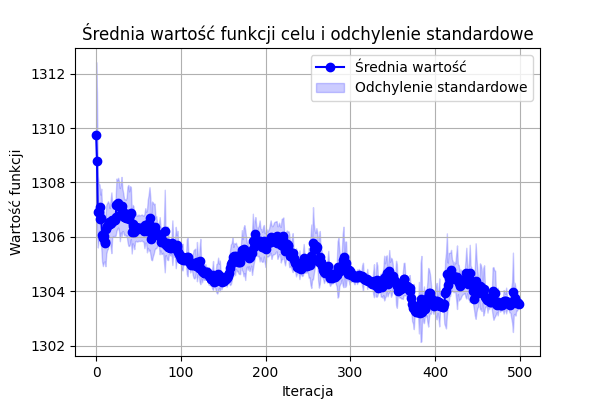 Średnia wartość funkcji celu i odchylenie standardowe
Średnia wartość
Odchylenie standardowe
Wartość funkcji
1312
1310
1308
1306
1304
1302
0 100 200 300 400 500
Iteracja